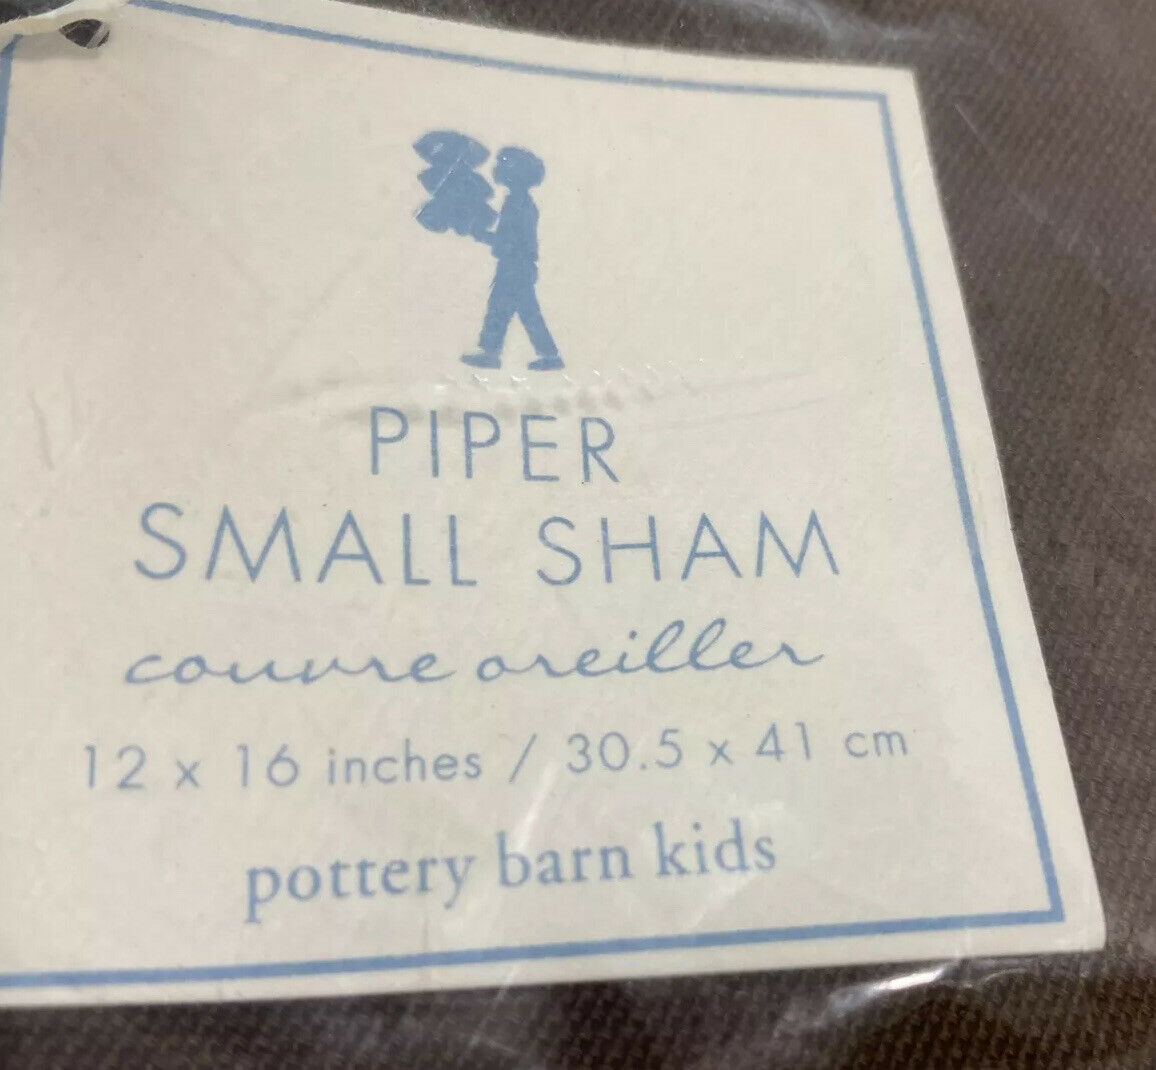 PIPER
SMALL SHAM
couvre oreiller
12 x 16 inches / 30.5 x 41 cm
pottery barn kids